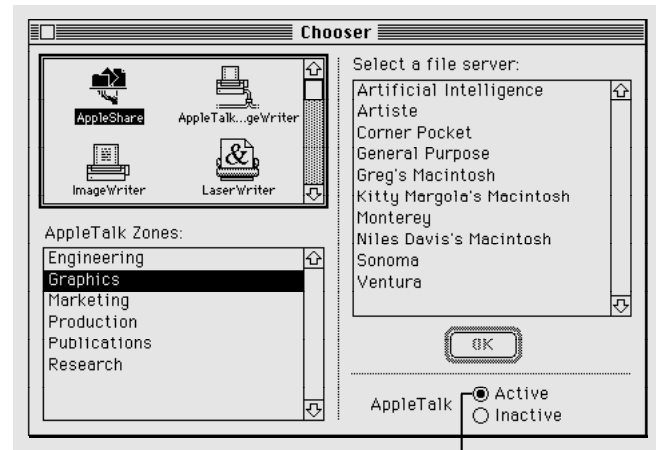 Chooser
AppleShare
AppleTalk...geWriter
ImageWriter
LaserWriter
AppleTalk Zones:
Engineering
Graphics
Marketing
Production
Publications
Research
Select a file server:
Artificial Intelligence
Artiste
Corner Pocket
General Purpose
Greg's Macintosh
Kitty Margola's Macintosh
Monterey
Niles Davis's Macintosh
Sonoma
Ventura
OK
AppleTalk
Active
Inactive